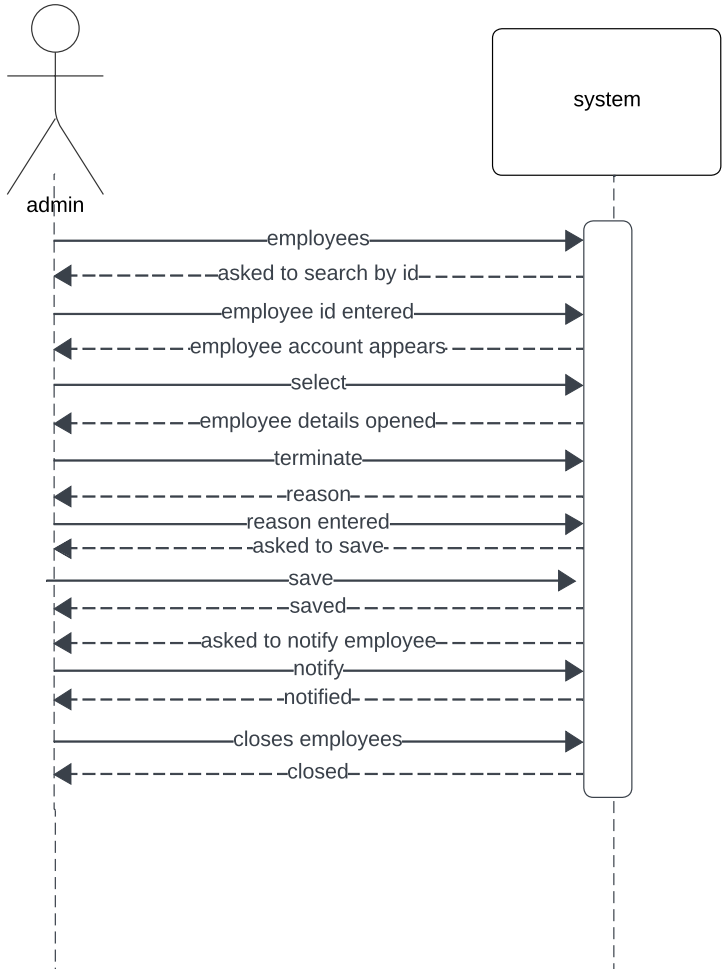 system
admin
employees
asked to search by id
employee id entered
employee account appears
select
employee details opened
terminate
reason
reason entered
asked to save
save
saved
asked to notify employee
notify
notified
closes employees
closed